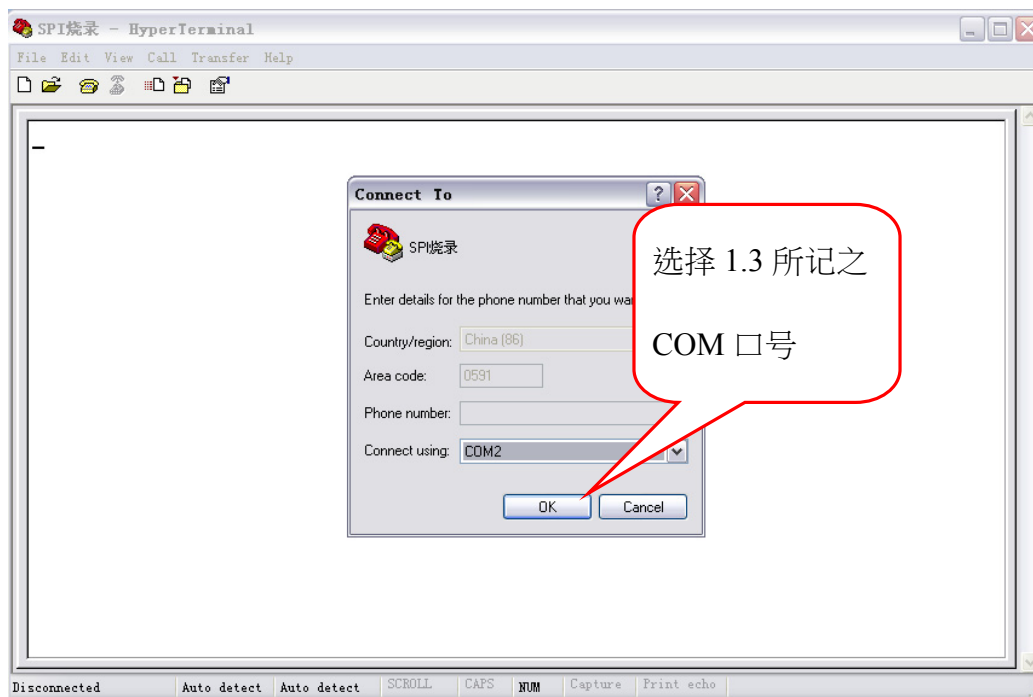 SPI烧录 - HyperTerminal
File Edit View Call Transfer Help
Connect To
SPI烧录
Enter details for the phone number that you
Country/region: China (86)
Area code: 0591
Phone number:
Connect using: COM2
OK Cancel
选择 1.3 所记之
COM 口号
Disconnected Auto detect Auto detect SCROLL CAPS NUM Capture Print echo